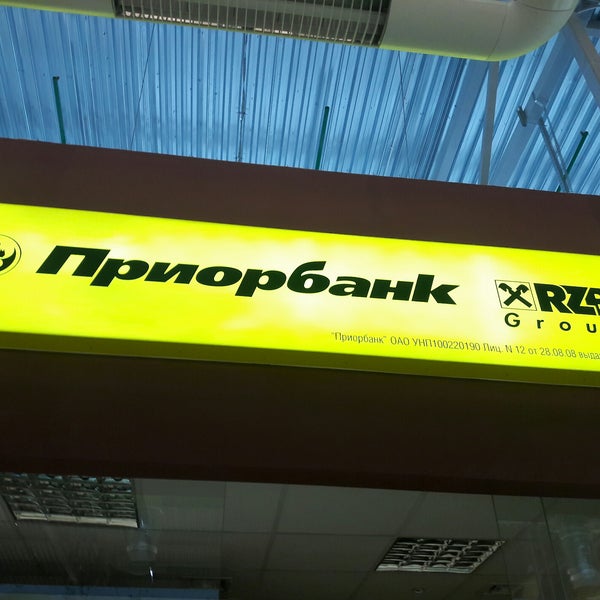 Приорбанк
RZB
Group
"Приорбанк" ОАО УНП100220190 Лиц. N 12 от 28.08.08 выда